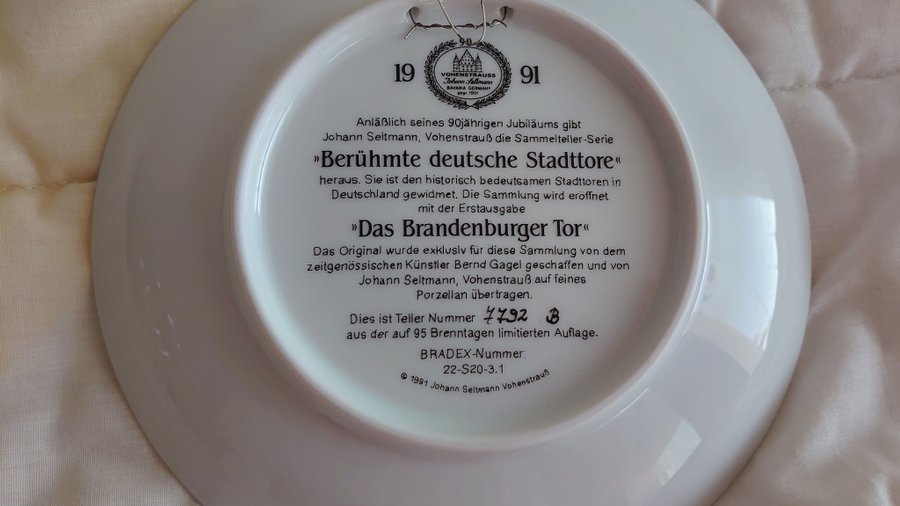 90
VOHENSTRAUSS
Johann Seltmann
BAVARIA GERMANY
EST. 1901
19 91
Anläßlich seines 90jährigen Jubiläums gibt
Johann Seltmann, Vohenstrauß die Sammelteller-Serie
»Berühmte deutsche Stadttore«
heraus. Sie ist den historisch bedeutsamen Stadttoren in
Deutschland gewidmet. Die Sammlung wird eröffnet
mit der Erstausgabe
»Das Brandenburger Tor«
Das Original wurde exklusiv für diese Sammlung von dem
zeitgenössischen Künstler Bernd Gagel geschaffen und von
Johann Seltmann, Vohenstrauß auf feines
Porzellan übertragen.
Dies ist Teller Nummer 7792 B
aus der auf 95 Brenntagen limitierten Auflage.
BRADEX-Nummer:
22-S20-3.1
© 1991 Johann Seltmann Vohenstrauß